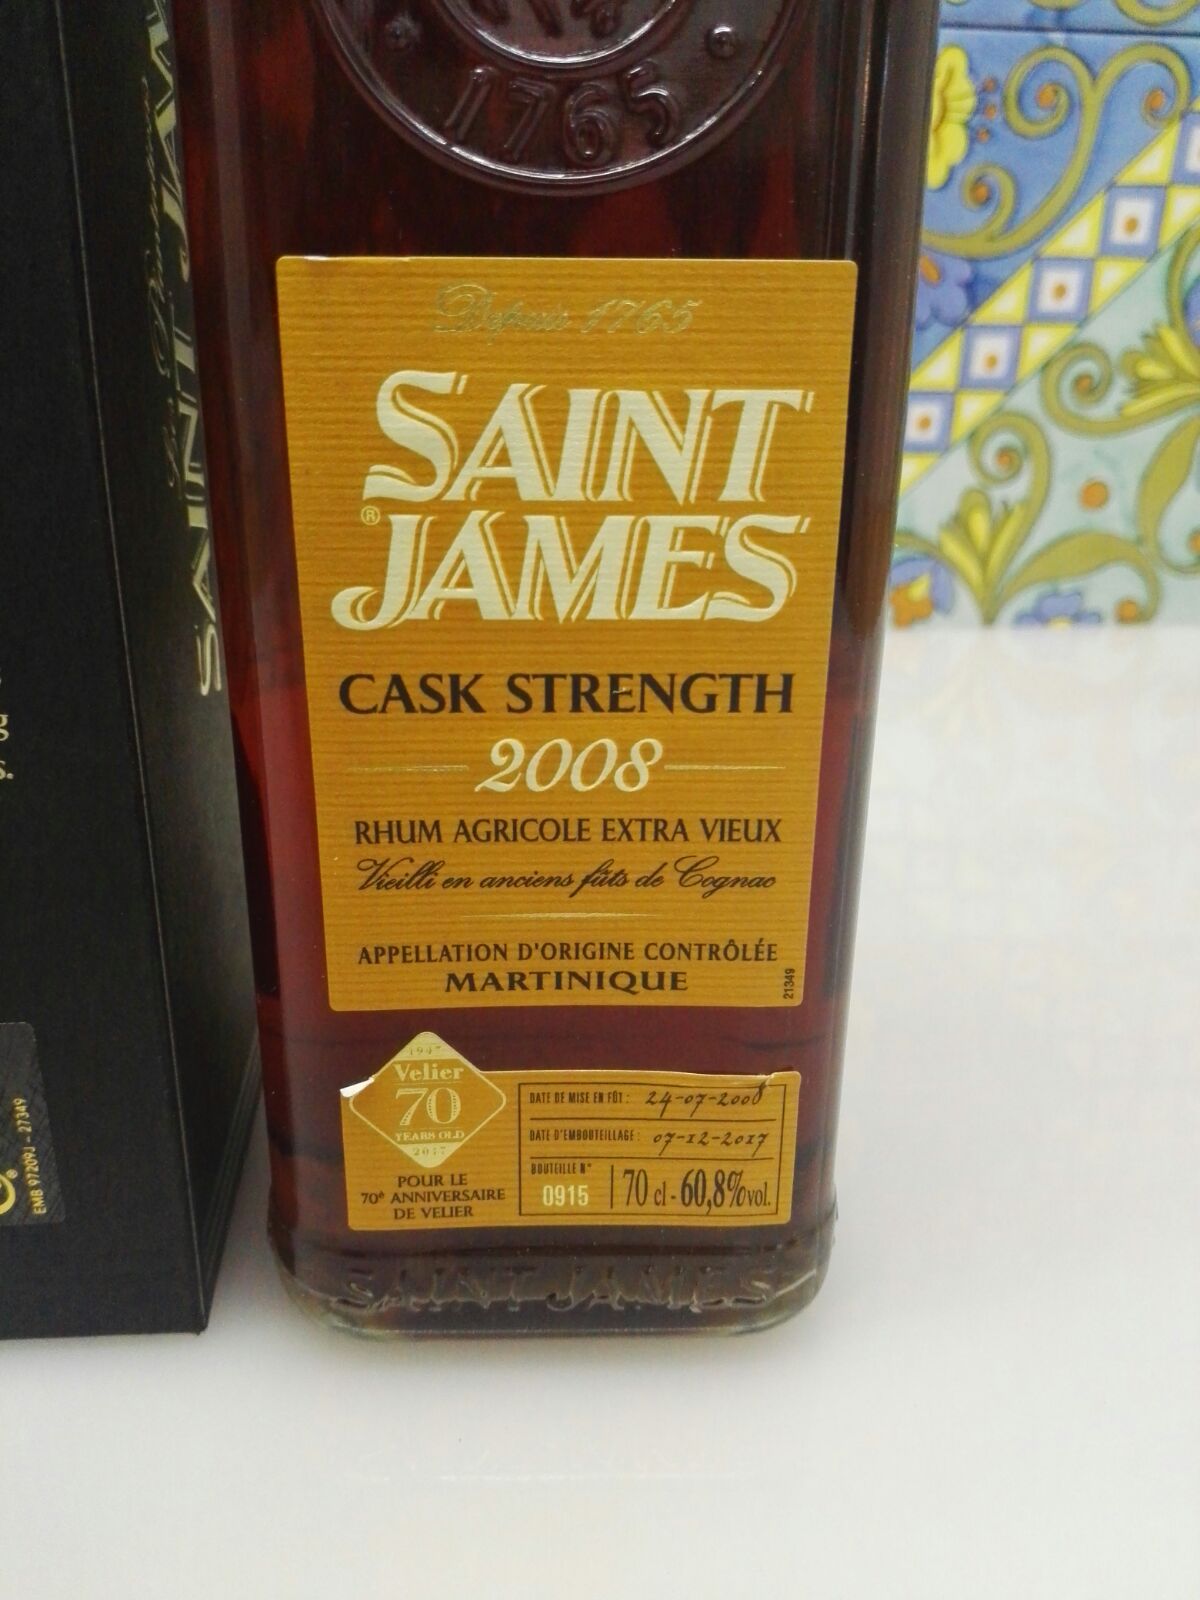 1765
Depuis 1765
SAINT
® JAMES
CASK STRENGTH
2008
RHUM AGRICOLE EXTRA VIEUX
Vieilli en anciens fûts de Cognac
APPELLATION D'ORIGINE CONTRÔLÉE
MARTINIQUE
21349
Velier
70
YEARS OLD
2017
POUR LE
70e ANNIVERSAIRE
DE VELIER
DATE DE MISE EN FÛT : 24-07-2008
DATE D'EMBOUTEILLAGE : 07-12-2017
BOUTEILLE N°
0915
70 cl - 60,8% vol.
SAINT JAMES
SAINT JAM
EMB 97209J - 27349